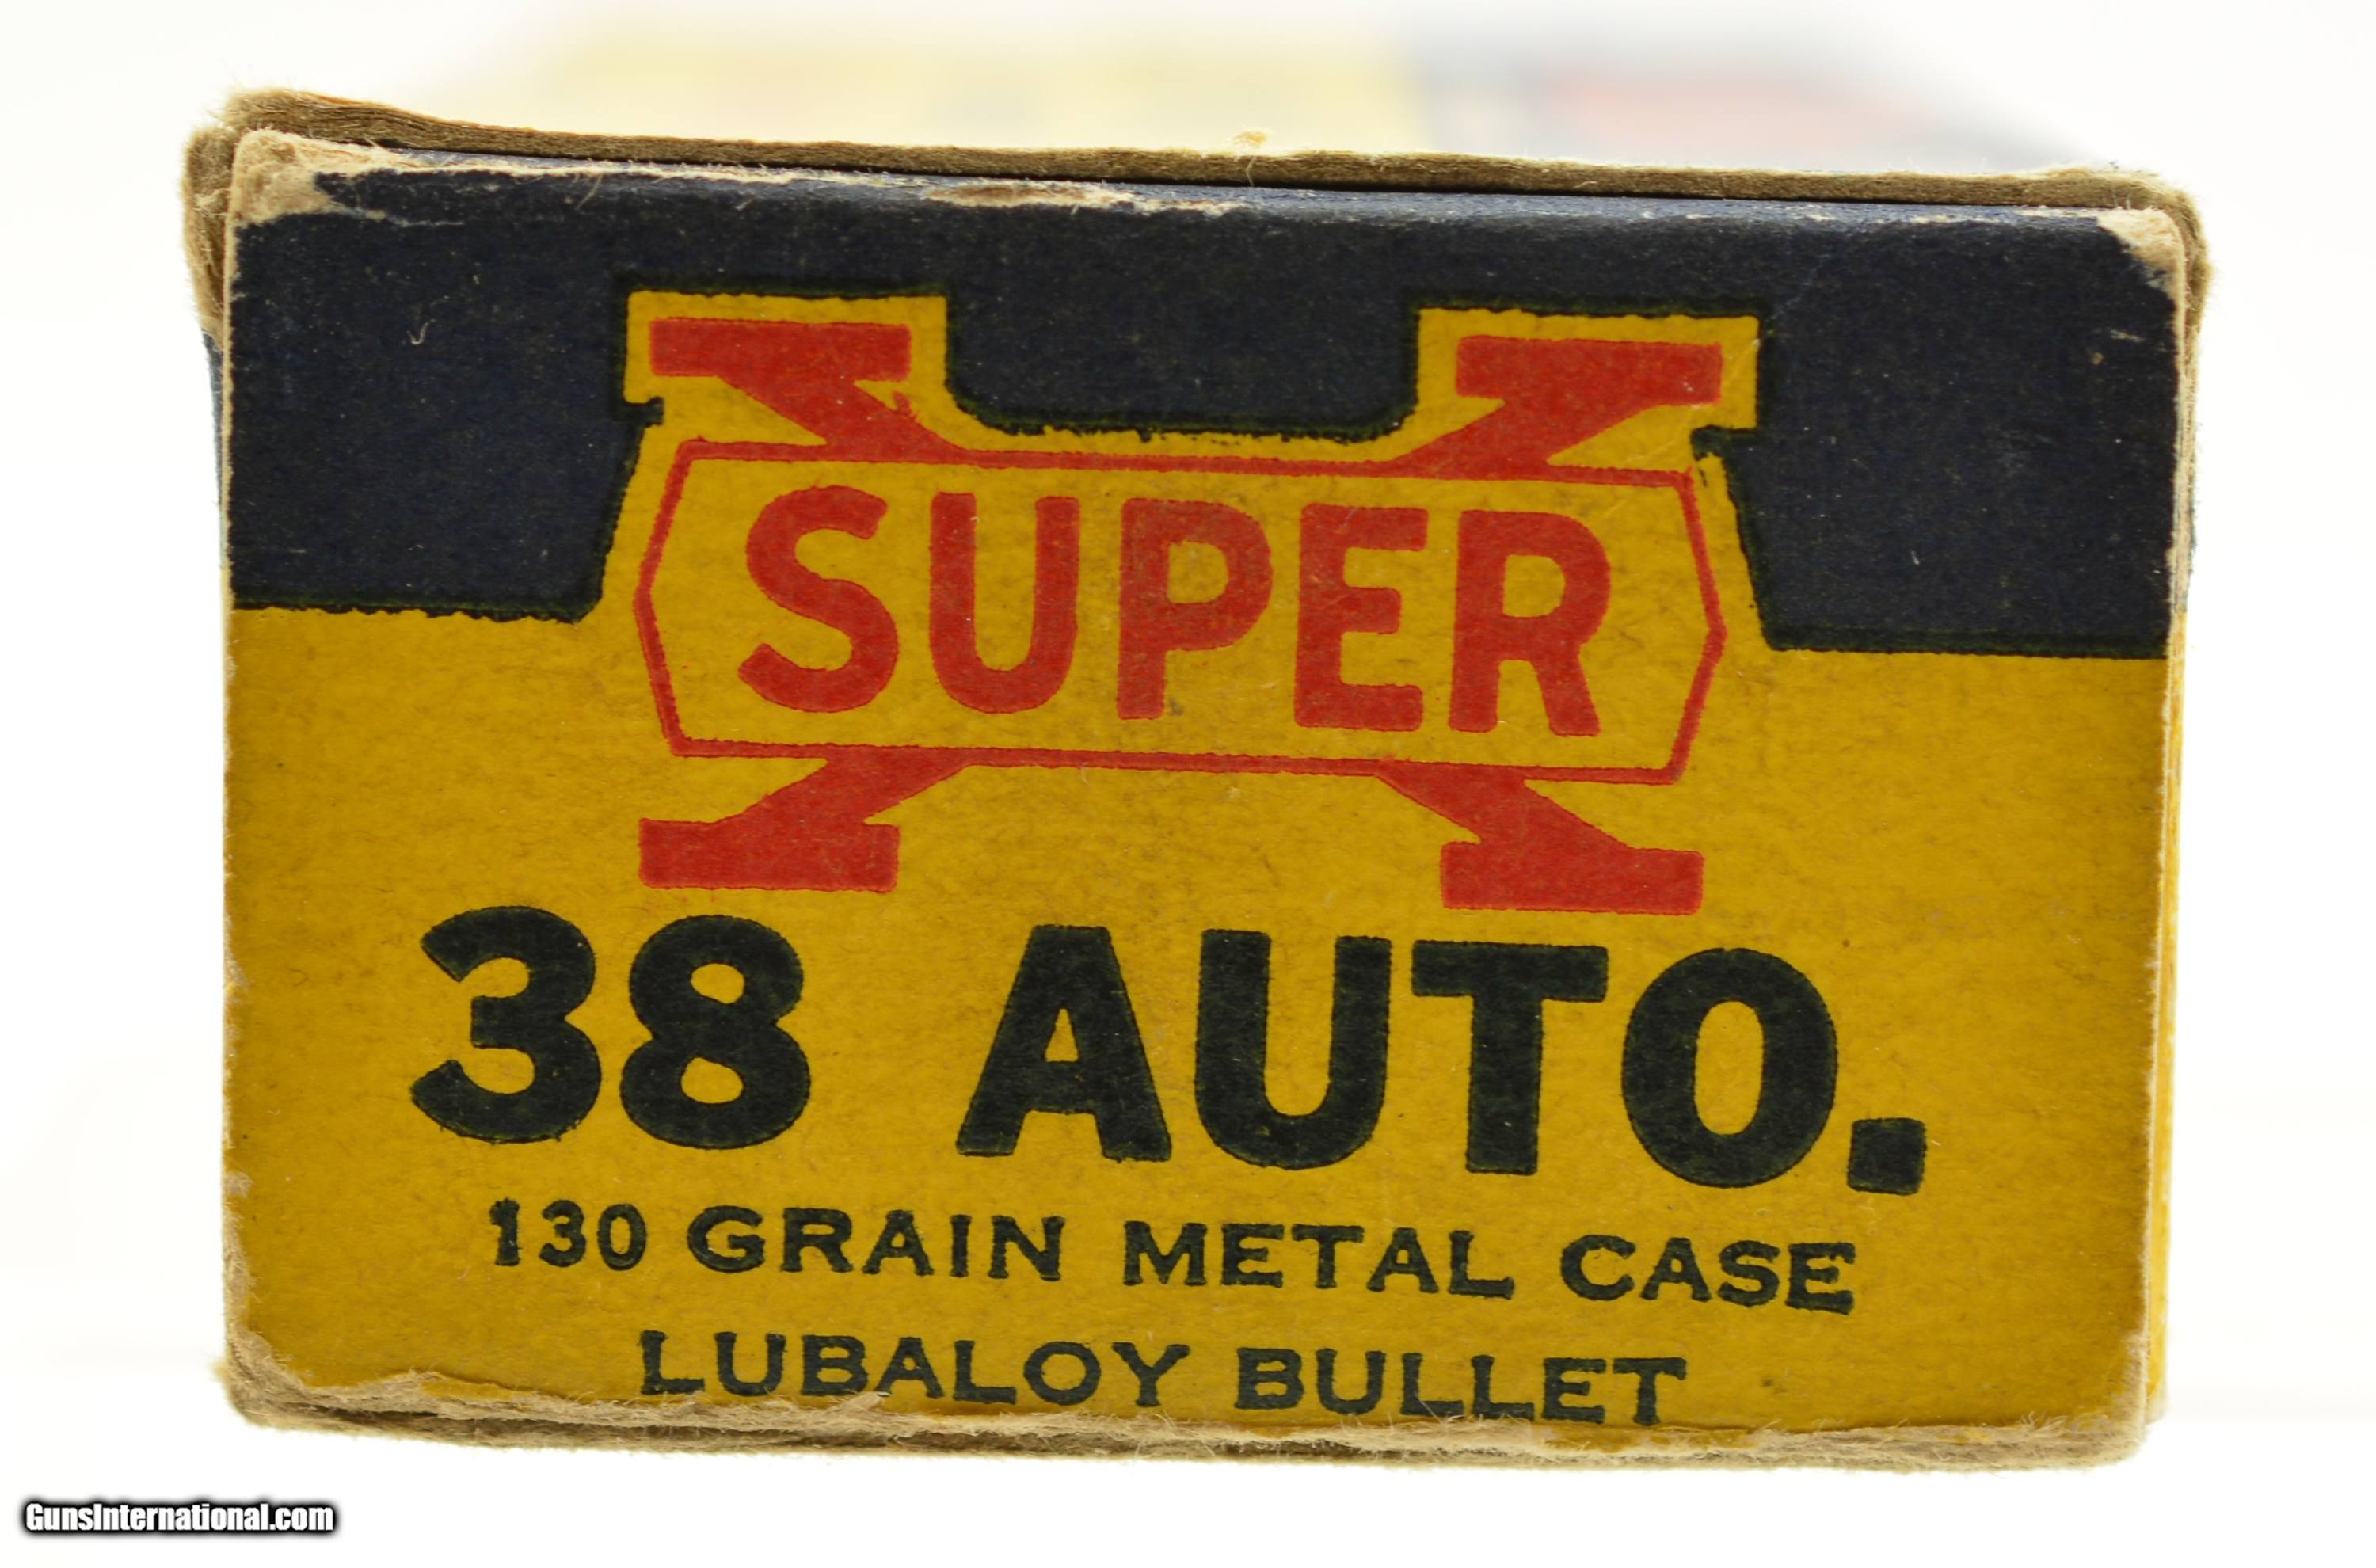 SUPER X
38 AUTO.
130 GRAIN METAL CASE
LUBALOY BULLET
GunsInternational.com